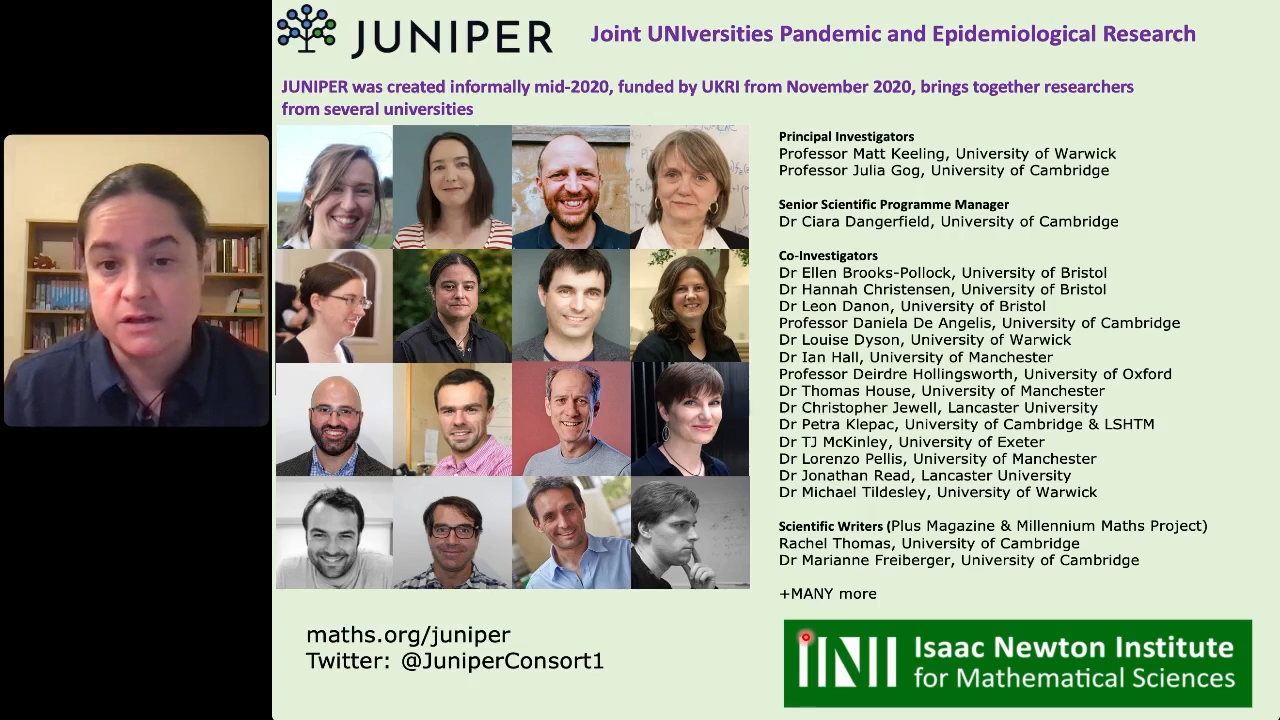 JUNIPER
Joint UNIversities Pandemic and Epidemiological Research
JUNIPER was created informally mid-2020, funded by UKRI from November 2020, brings together researchers
from several universities
Principal Investigators
Professor Matt Keeling, University of Warwick
Professor Julia Gog, University of Cambridge
Senior Scientific Programme Manager
Dr Ciara Dangerfield, University of Cambridge
Co-Investigators
Dr Ellen Brooks-Pollock, University of Bristol
Dr Hannah Christensen, University of Bristol
Dr Leon Danon, University of Bristol
Professor Daniela De Angelis, University of Cambridge
Dr Louise Dyson, University of Warwick
Dr Ian Hall, University of Manchester
Professor Deirdre Hollingsworth, University of Oxford
Dr Thomas House, University of Manchester
Dr Christopher Jewell, Lancaster University
Dr Petra Klepac, University of Cambridge & LSHTM
Dr TJ McKinley, University of Exeter
Dr Lorenzo Pellis, University of Manchester
Dr Jonathan Read, Lancaster University
Dr Michael Tildesley, University of Warwick
Scientific Writers (Plus Magazine & Millennium Maths Project)
Rachel Thomas, University of Cambridge
Dr Marianne Freiberger, University of Cambridge
+MANY more
maths.org/juniper
Twitter: @JuniperConsort1
INI
Isaac Newton Institute
for Mathematical Sciences